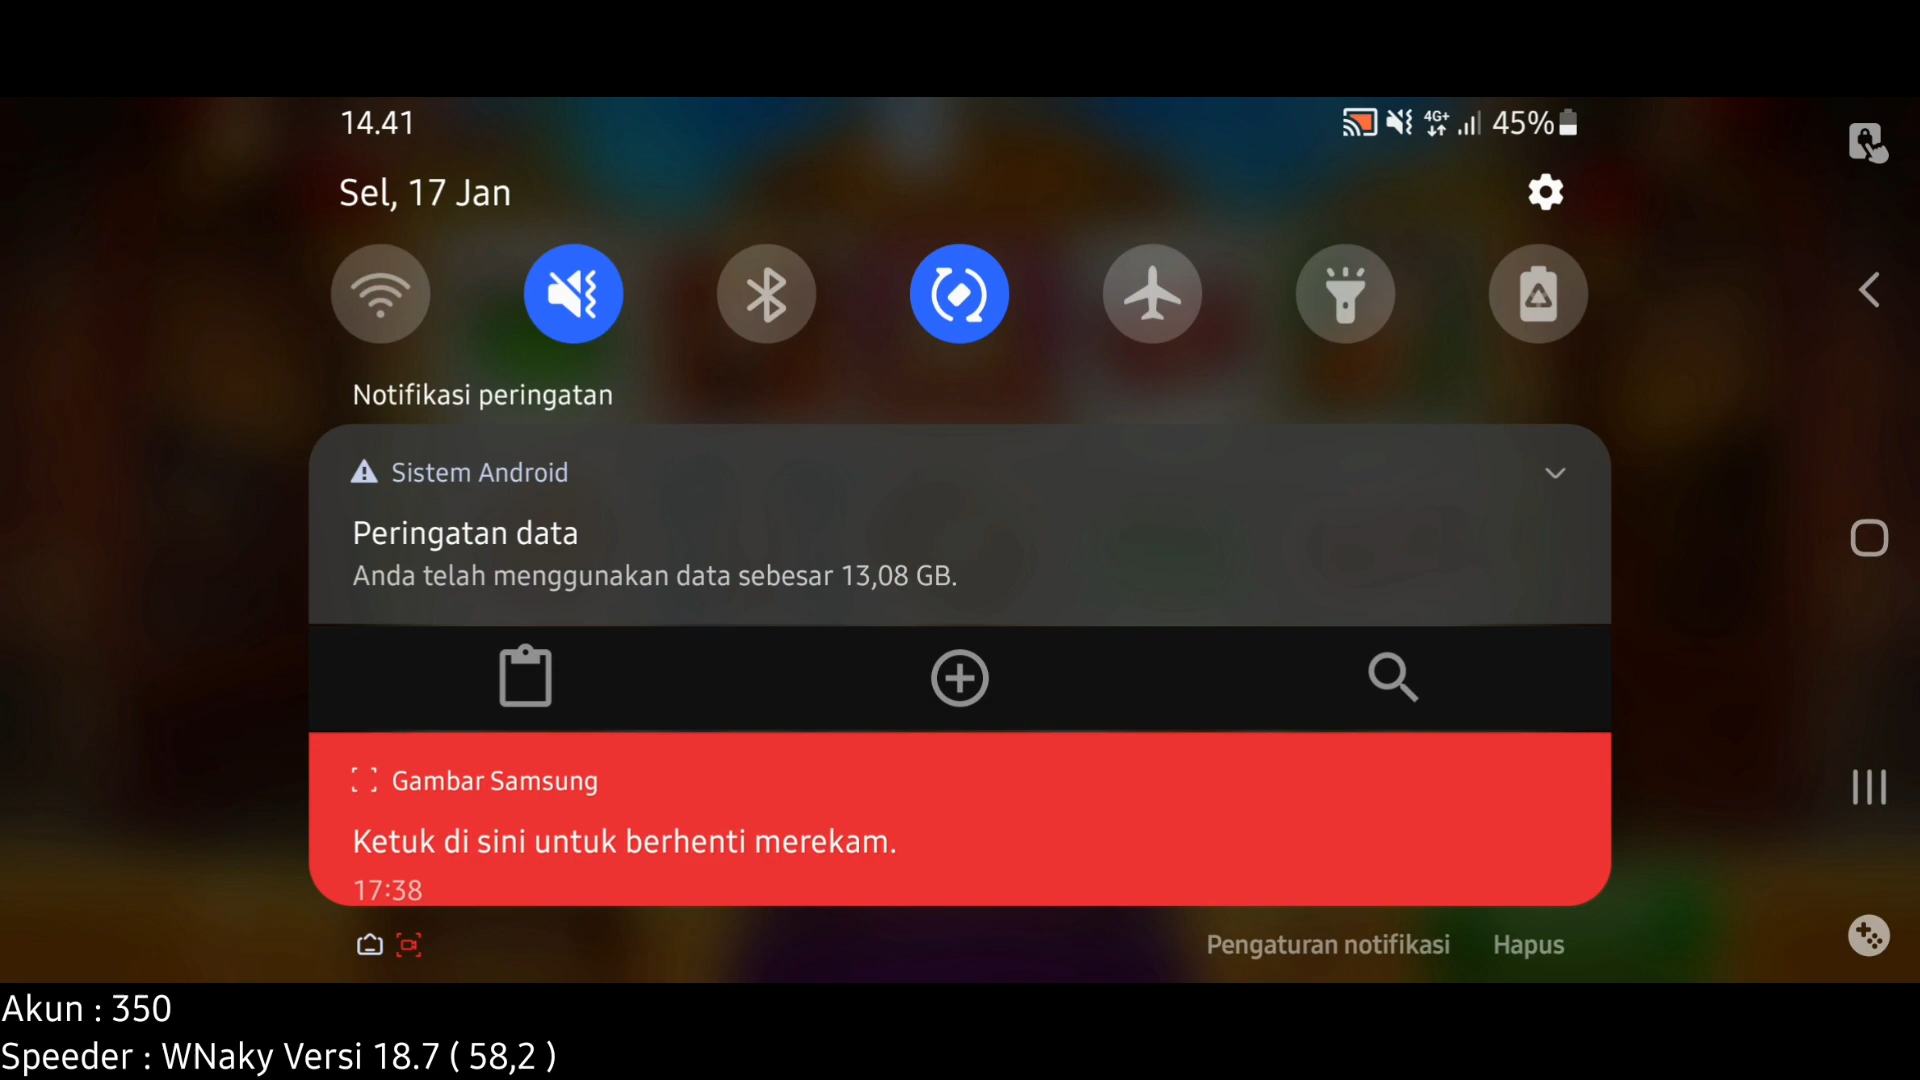 14.41
4G+ 45%
Sel, 17 Jan
Notifikasi peringatan
Sistem Android
Peringatan data
Anda telah menggunakan data sebesar 13,08 GB.
Gambar Samsung
Ketuk di sini untuk berhenti merekam.
17:38
Pengaturan notifikasi Hapus
Akun : 350
Speeder : WNaky Versi 18.7 ( 58,2 )